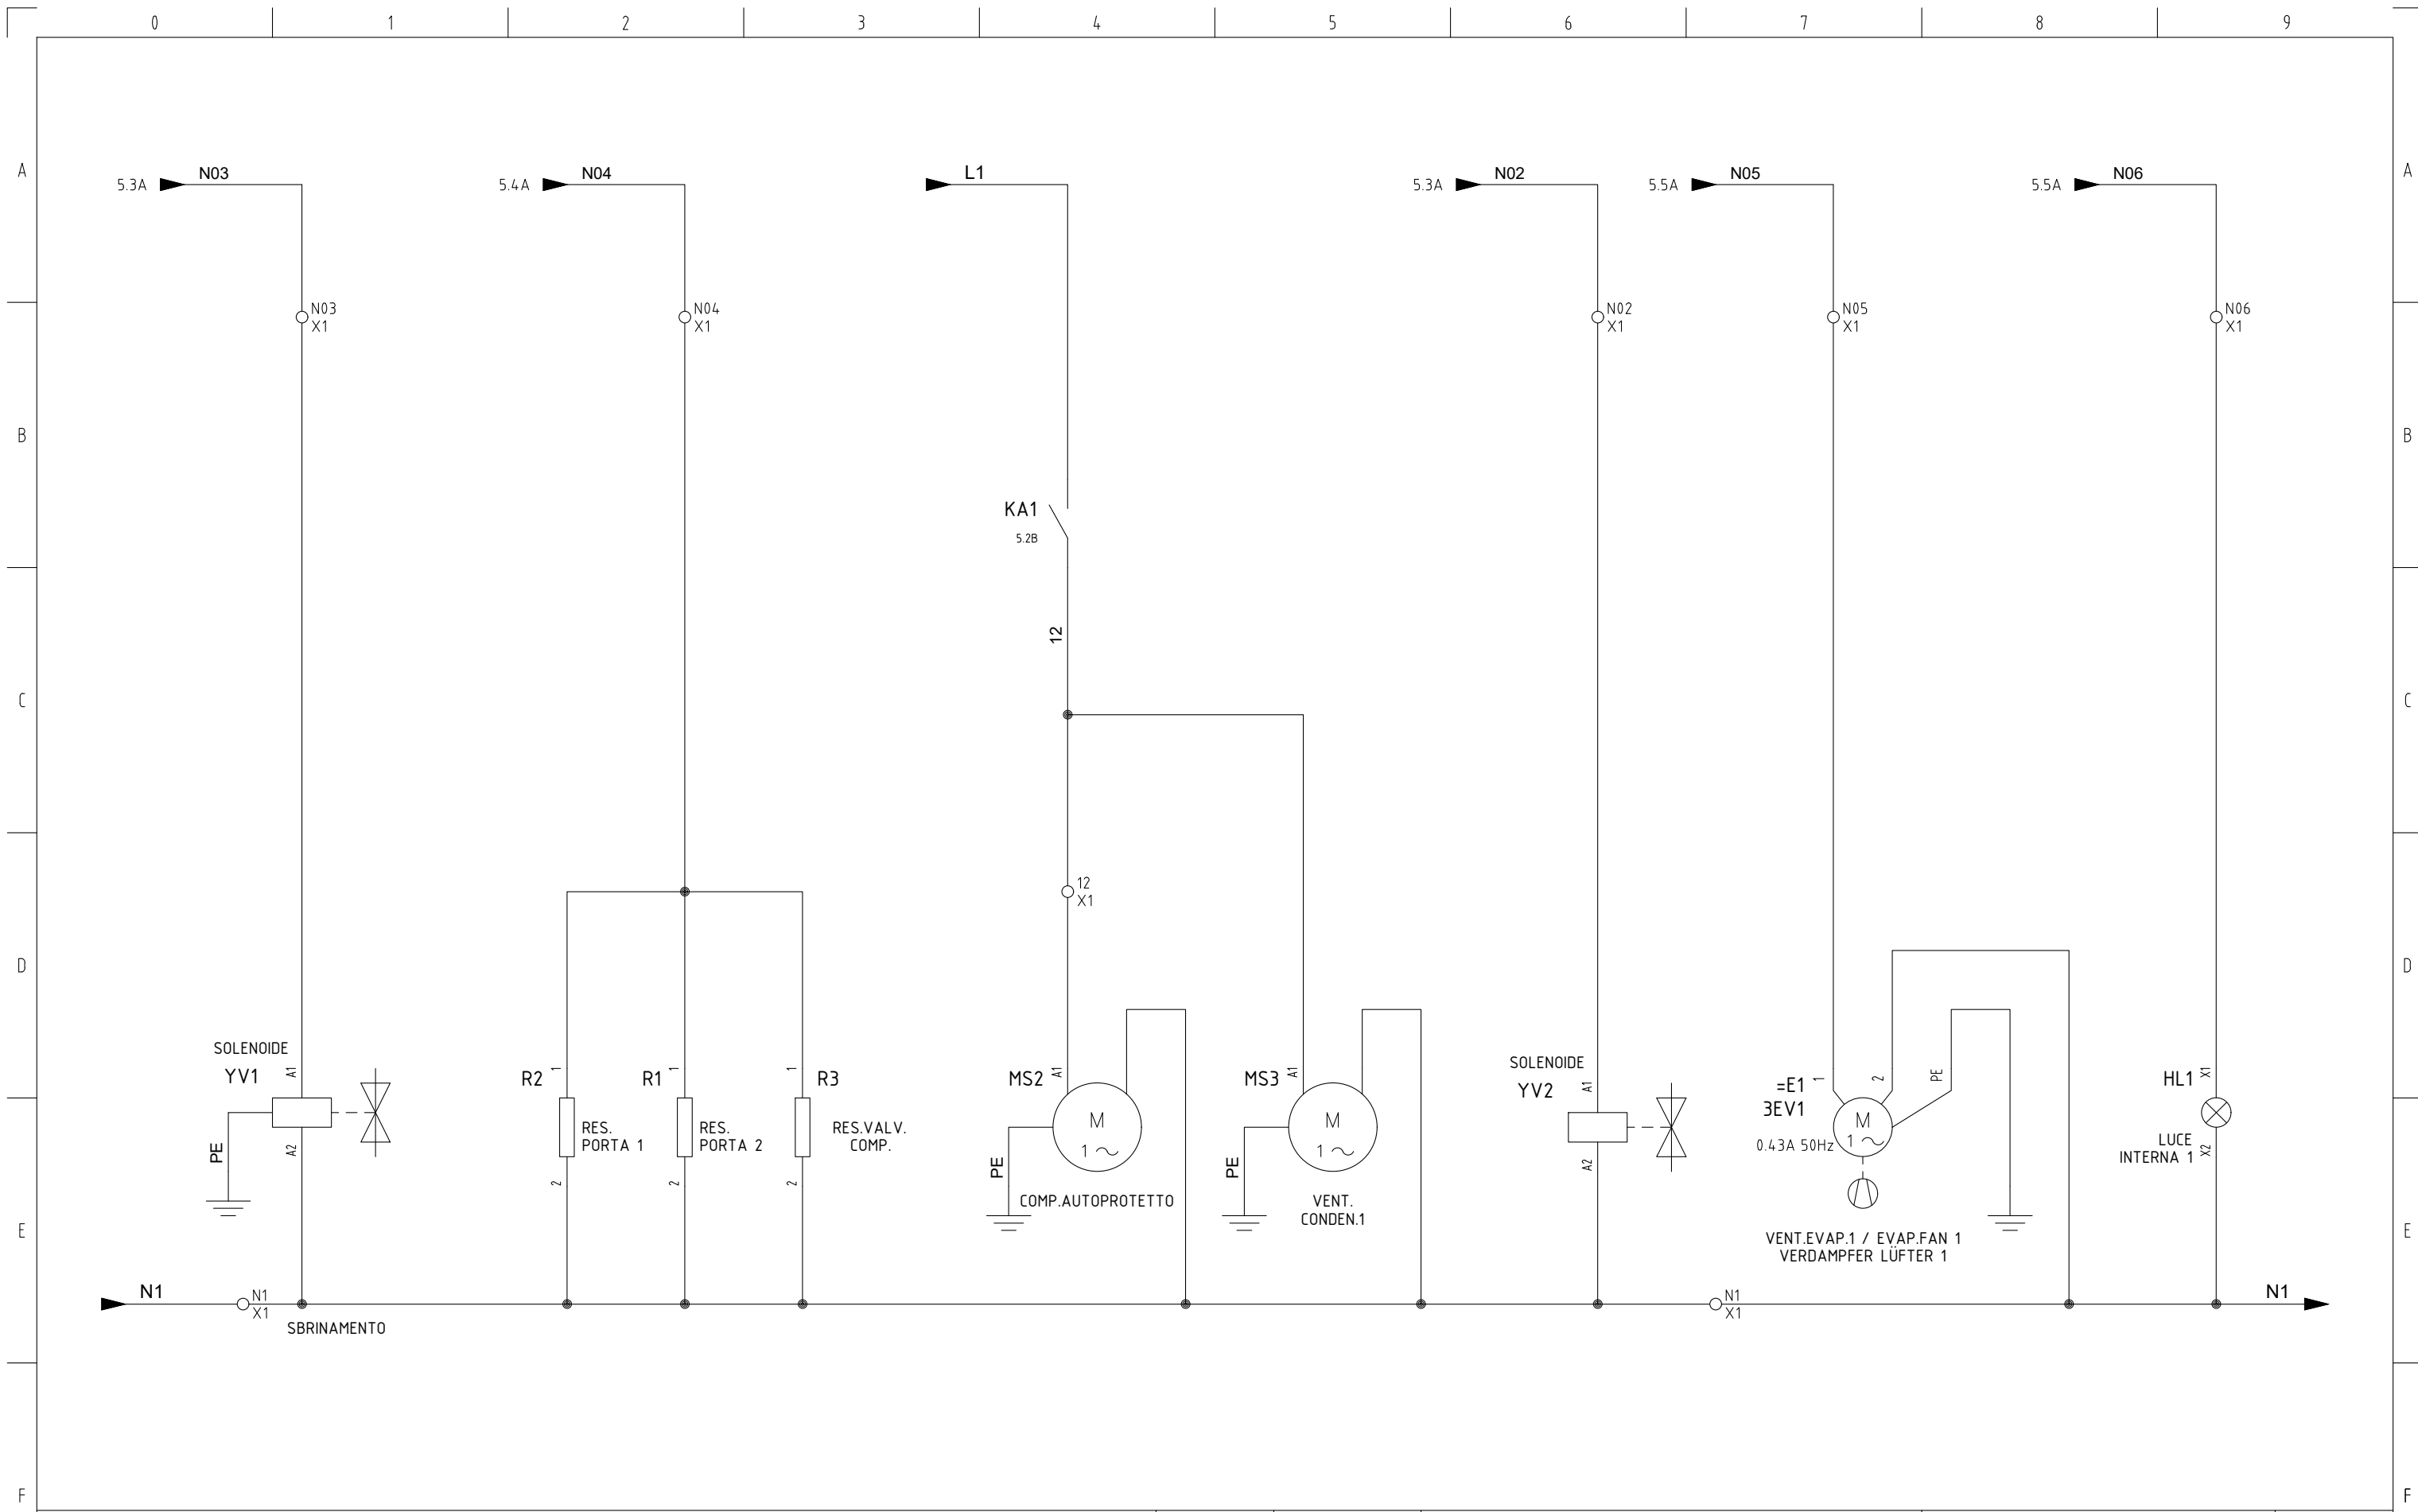 0 1 2 3 4 5 6 7 8 9
A A
5.3A N03
5.4A N04
L1
5.3A N02
5.5A N05
5.5A N06
N03
X1
N04
X1
N02
X1
N05
X1
N06
X1
B B
KA1
5.2B
12
C C
12
X1
D D
SOLENOIDE
YV1
A1
A2
PE
R2
1
2
RES.
PORTA 1
R1
1
2
RES.
PORTA 2
1
2
R3
RES.VALV.
COMP.
MS2
A1
M
1
PE
COMP.AUTOPROTETTO
MS3
A1
M
1
PE
VENT.
CONDEN.1
SOLENOIDE
YV2
A1
A2
=E1
3EV1
0.43A 50Hz
1
2
PE
M
1
VENT.EVAP.1 / EVAP.FAN 1
VERDAMPFER LÜFTER 1
HL1
X1
X2
LUCE
INTERNA 1
E E
N1
N1
X1
SBRINAMENTO
N1
X1
N1
F F